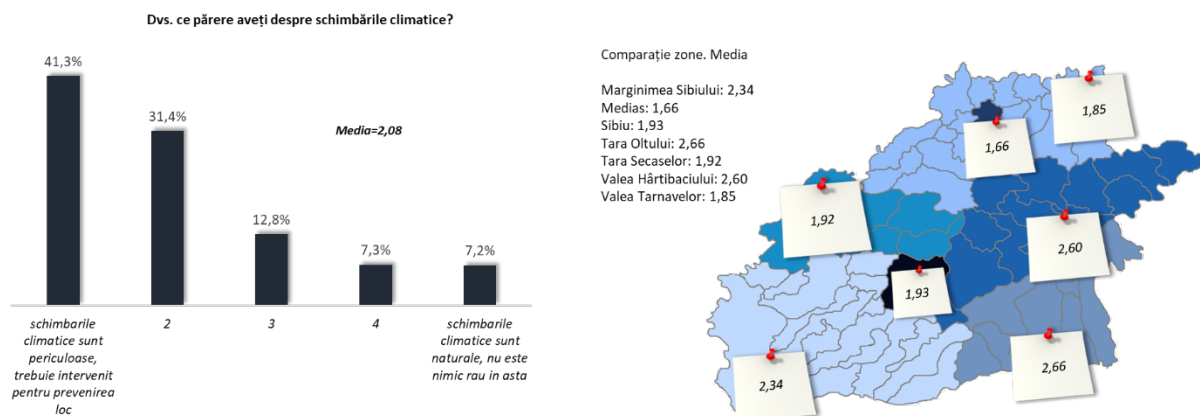 Dvs. ce părere aveți despre schimbările climatice?
41,3%
31,4%
12,8%
7,3%
7,2%
Media=2,08
schimbarile
climatice sunt
periculoase,
trebuie intervenit
pentru prevenirea
loc
2
3
4
schimbarile
climatice sunt
naturale, nu este
nimic rau in asta
Comparație zone. Media
Marginimea Sibiului: 2,34
Medias: 1,66
Sibiu: 1,93
Tara Oltului: 2,66
Tara Secaselor: 1,92
Valea Hârtibaciului: 2,60
Valea Tarnavelor: 1,85
1,85
1,66
1,92
2,60
1,93
2,66
2,34